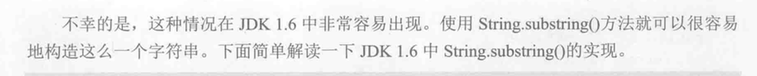 不幸的是，这种情况在 JDK 1.6 中非常容易出现。使用 String.substring()方法就可以很容易
地构造这么一个字符串。下面简单解读一下 JDK 1.6 中 String.substring()的实现。